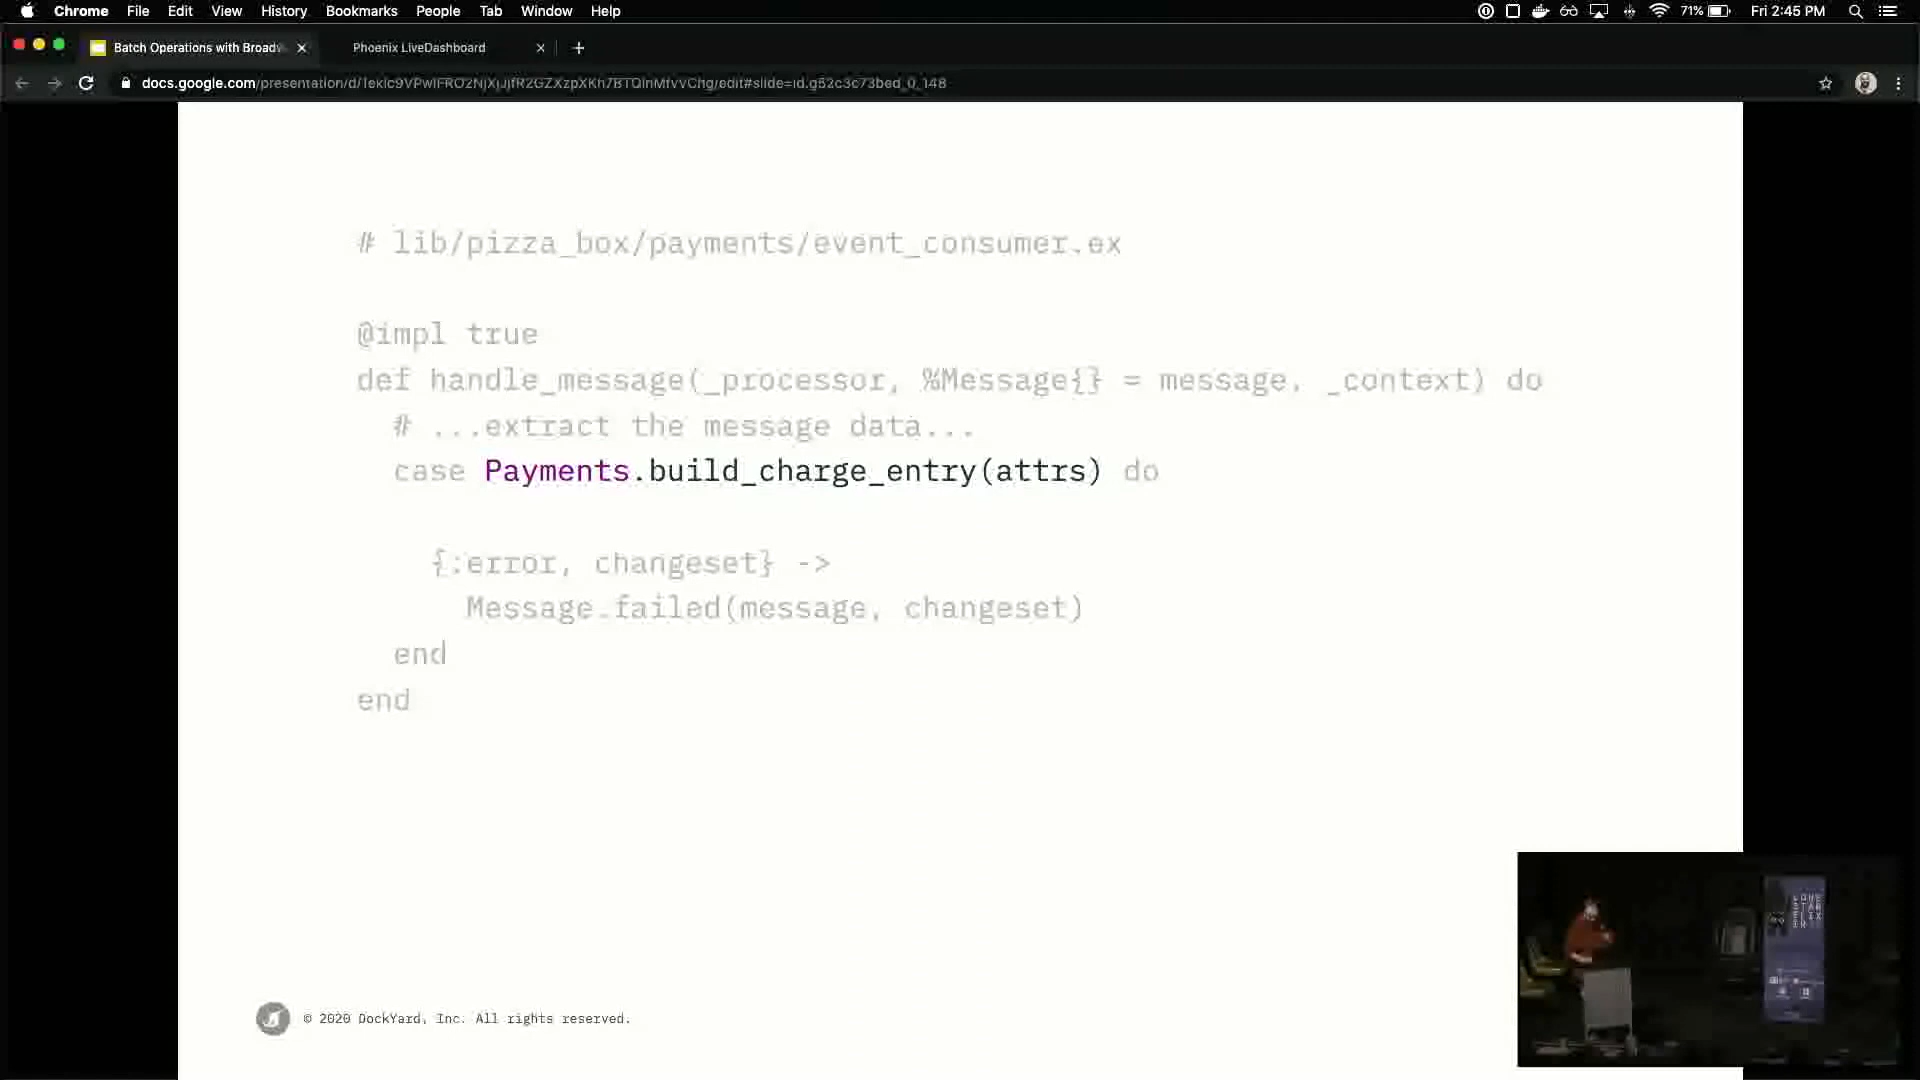 Chrome File Edit View History Bookmarks People Tab Window Help 71% Fri 2:45 PM
Batch Operations with Broadw Phoenix LiveDashboard
# lib/pizza_box/payments/event_consumer.ex
@impl true
def handle_message(_processor, %Message{} = message, _context) do
# ...extract the message data...
case Payments.build_charge_entry(attrs) do
{:error, changeset} ->
Message.failed(message, changeset)
end
end
© 2020 DockYard, Inc. All rights reserved.